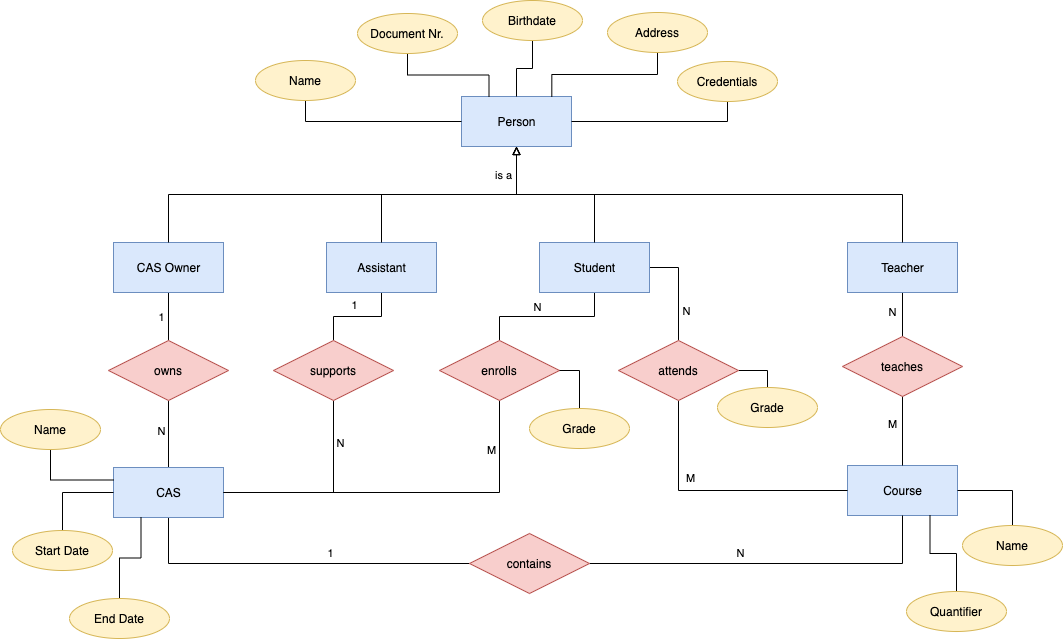 Birthdate
Document Nr.
Address
Name
Credentials
Person
is a
CAS Owner
Assistant
Student
Teacher
1
1
N
N
N
owns
supports
enrolls
attends
teaches
Grade
Grade
Name
N
N
M
M
M
CAS
Course
Start Date
Name
1
N
contains
End Date
Quantifier